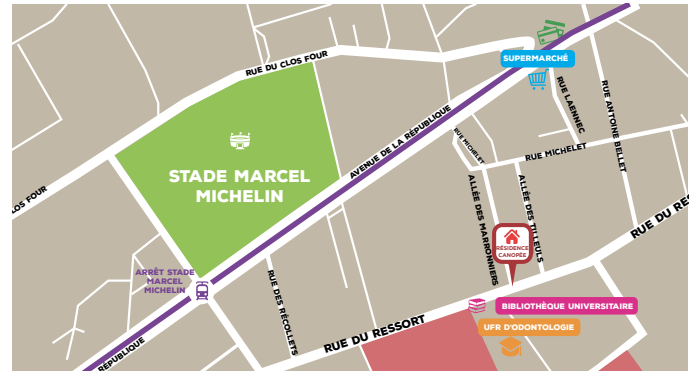 RUE DU CLOS FOUR
SUPERMARCHÉ
RUE LAENNEC
RUE ANTOINE BELLET
AVENUE DE LA RÉPUBLIQUE
STADE MARCEL
MICHELIN
RUE MICHELET
RUE MICHELET
ALLÉE DES MARRONNIERS
ALLÉE DES TILLEULS
CLOS FOUR
RUE DU RES
RÉSIDENCE
CANOPÉE
ARRÊT STADE
MARCEL
MICHELIN
RUE DES RÉCOLLETS
BIBLIOTHÈQUE UNIVERSITAIRE
RUE DU RESSORT
UFR D'ODONTOLOGIE
RÉPUBLIQUE